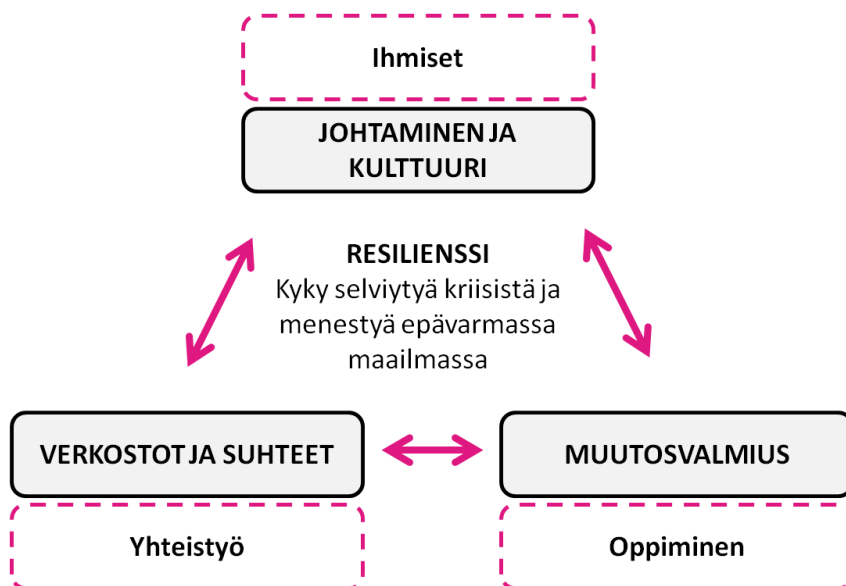 Ihmiset
JOHTAMINEN JA
KULTTUURI
RESILIENSSI
Kyky selviytyä kriisistä ja
menestyä epävarmassa
maailmassa
VERKOSTOT JA SUHTEET
MUUTOSVALMIUS
Yhteistyö
Oppiminen